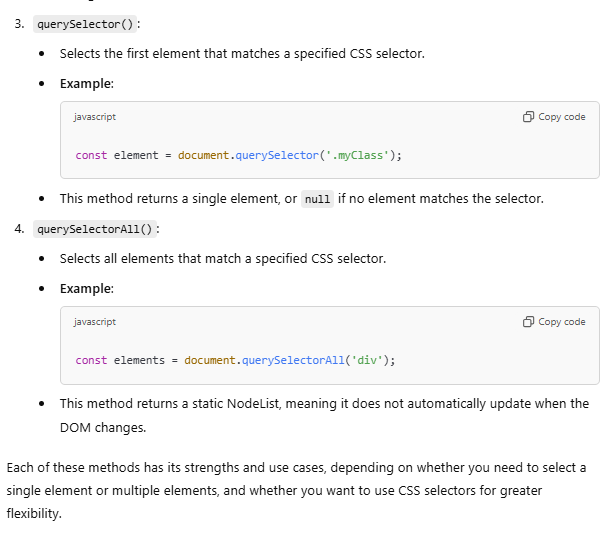 3. querySelector():
• Selects the first element that matches a specified CSS selector.
• Example:
javascript
Copy code
const element = document.querySelector('.myClass');
• This method returns a single element, or null if no element matches the selector.
4. querySelectorAll():
• Selects all elements that match a specified CSS selector.
• Example:
javascript
Copy code
const elements = document.querySelectorAll('div');
• This method returns a static NodeList, meaning it does not automatically update when the
DOM changes.
Each of these methods has its strengths and use cases, depending on whether you need to select a
single element or multiple elements, and whether you want to use CSS selectors for greater
flexibility.